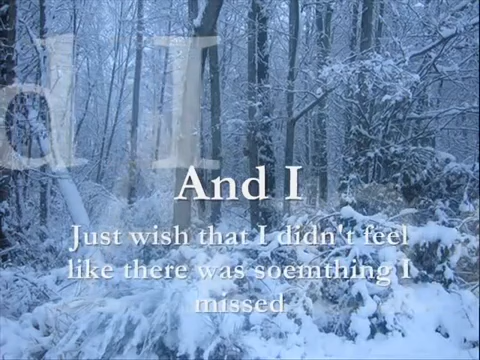 d I
And I
Just wish that I didn't feel
like there was soemthing I
missed